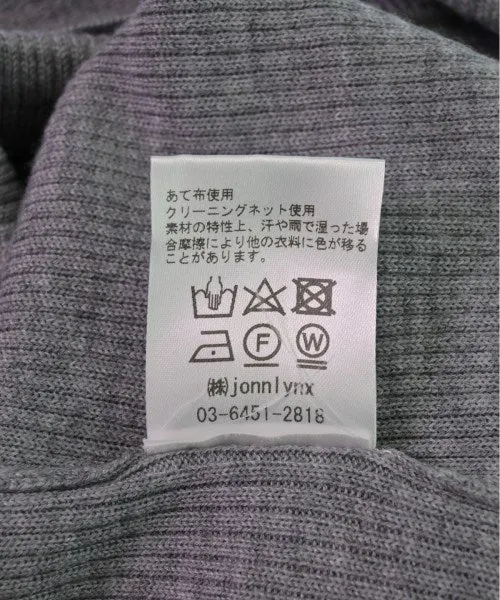 あて布使用
クリーニングネット使用
素材の特性上、汗や雨で湿った場
合摩擦により他の衣料に色が移る
ことがあります。
F W
㈱jonnlynx
03-6451-2818